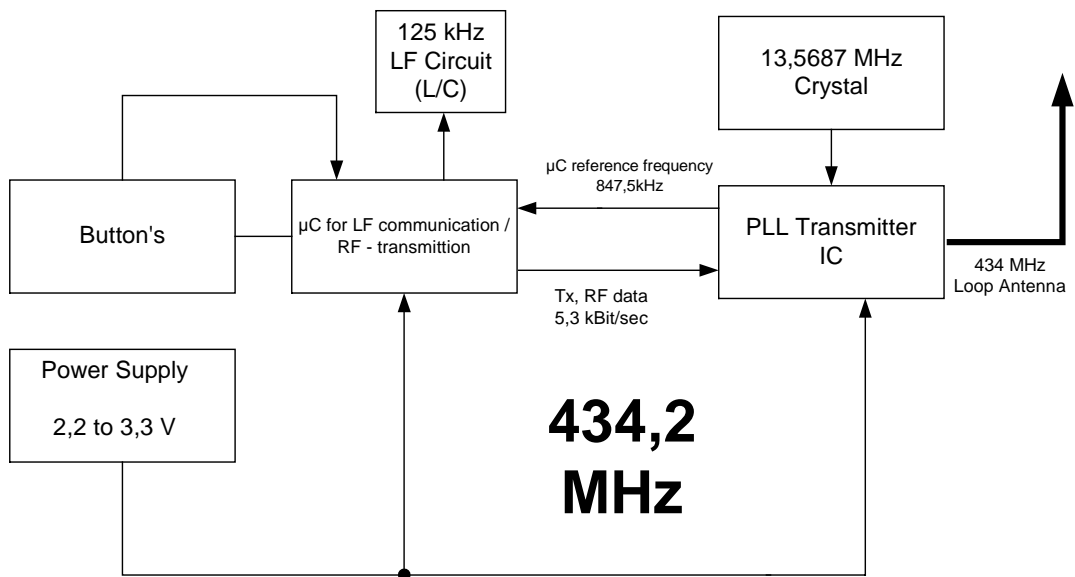 125 kHz
LF Circuit
(L/C)
13,5687 MHz
Crystal
µC reference frequency
847,5kHz
Button's
µC for LF communication /
RF - transmittion
PLL Transmitter
IC
434 MHz
Loop Antenna
Tx, RF data
5,3 kBit/sec
Power Supply
2,2 to 3,3 V
434,2
MHz